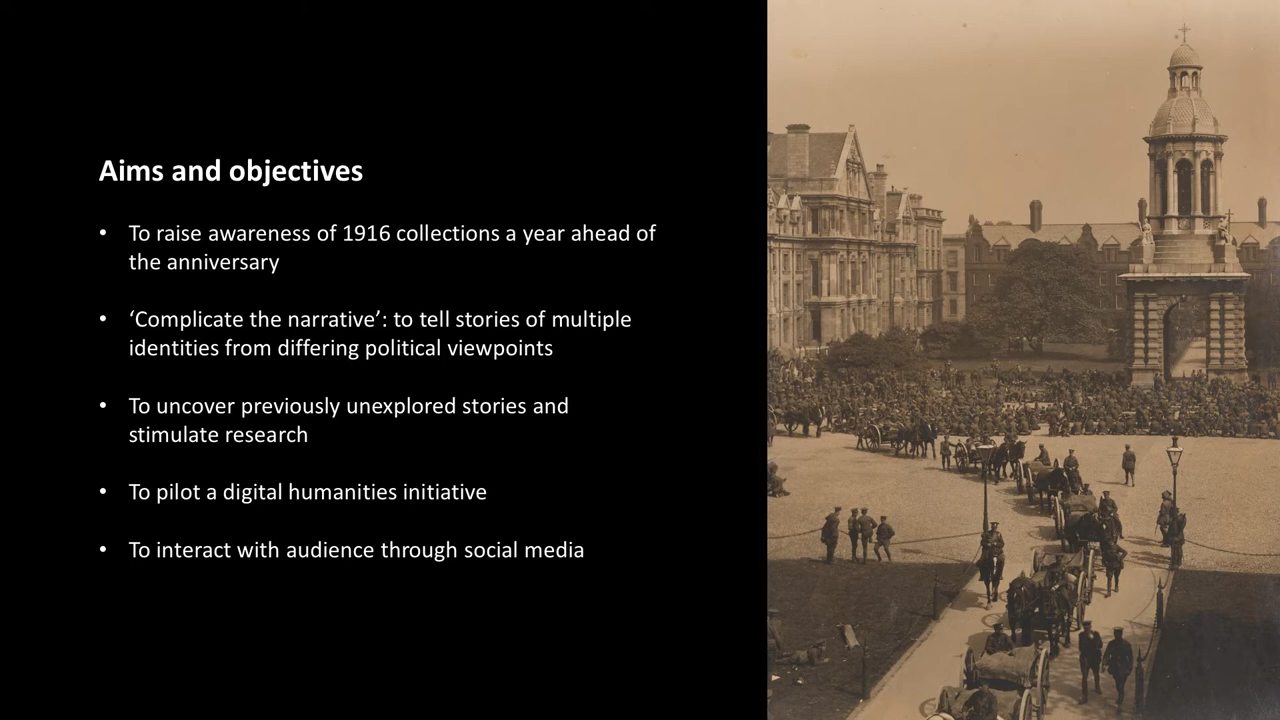 Aims and objectives
• To raise awareness of 1916 collections a year ahead of
the anniversary
• ‘Complicate the narrative’: to tell stories of multiple
identities from differing political viewpoints
• To uncover previously unexplored stories and
stimulate research
• To pilot a digital humanities initiative
• To interact with audience through social media